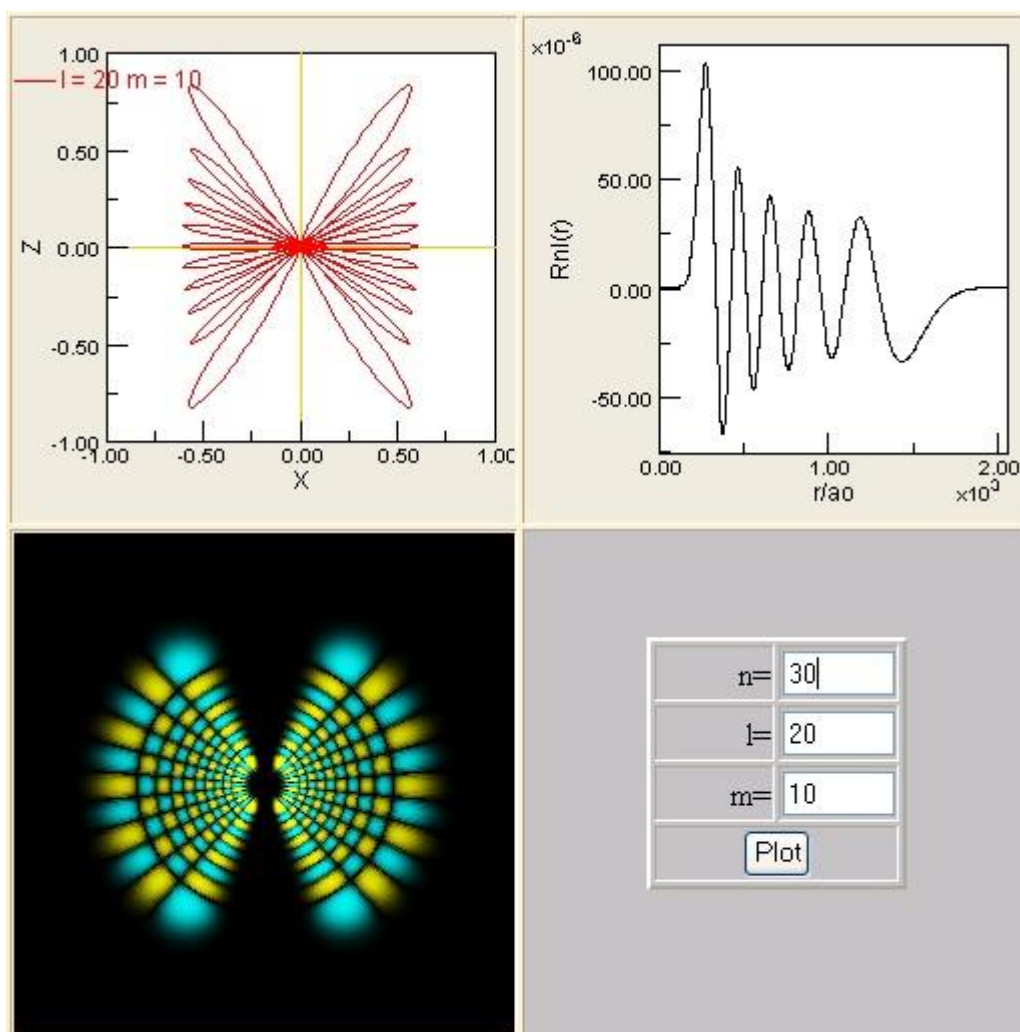 1.00
l = 20 m = 10
0.50
0.00
-0.50
-1.00
Z
-1.00 -0.50 0.00 0.50 1.00
X
×10-6
100.00
50.00
0.00
-50.00
Rnl(r)
0.00 1.00 2.00
r/ao ×10³
n= 30
l= 20
m= 10
Plot